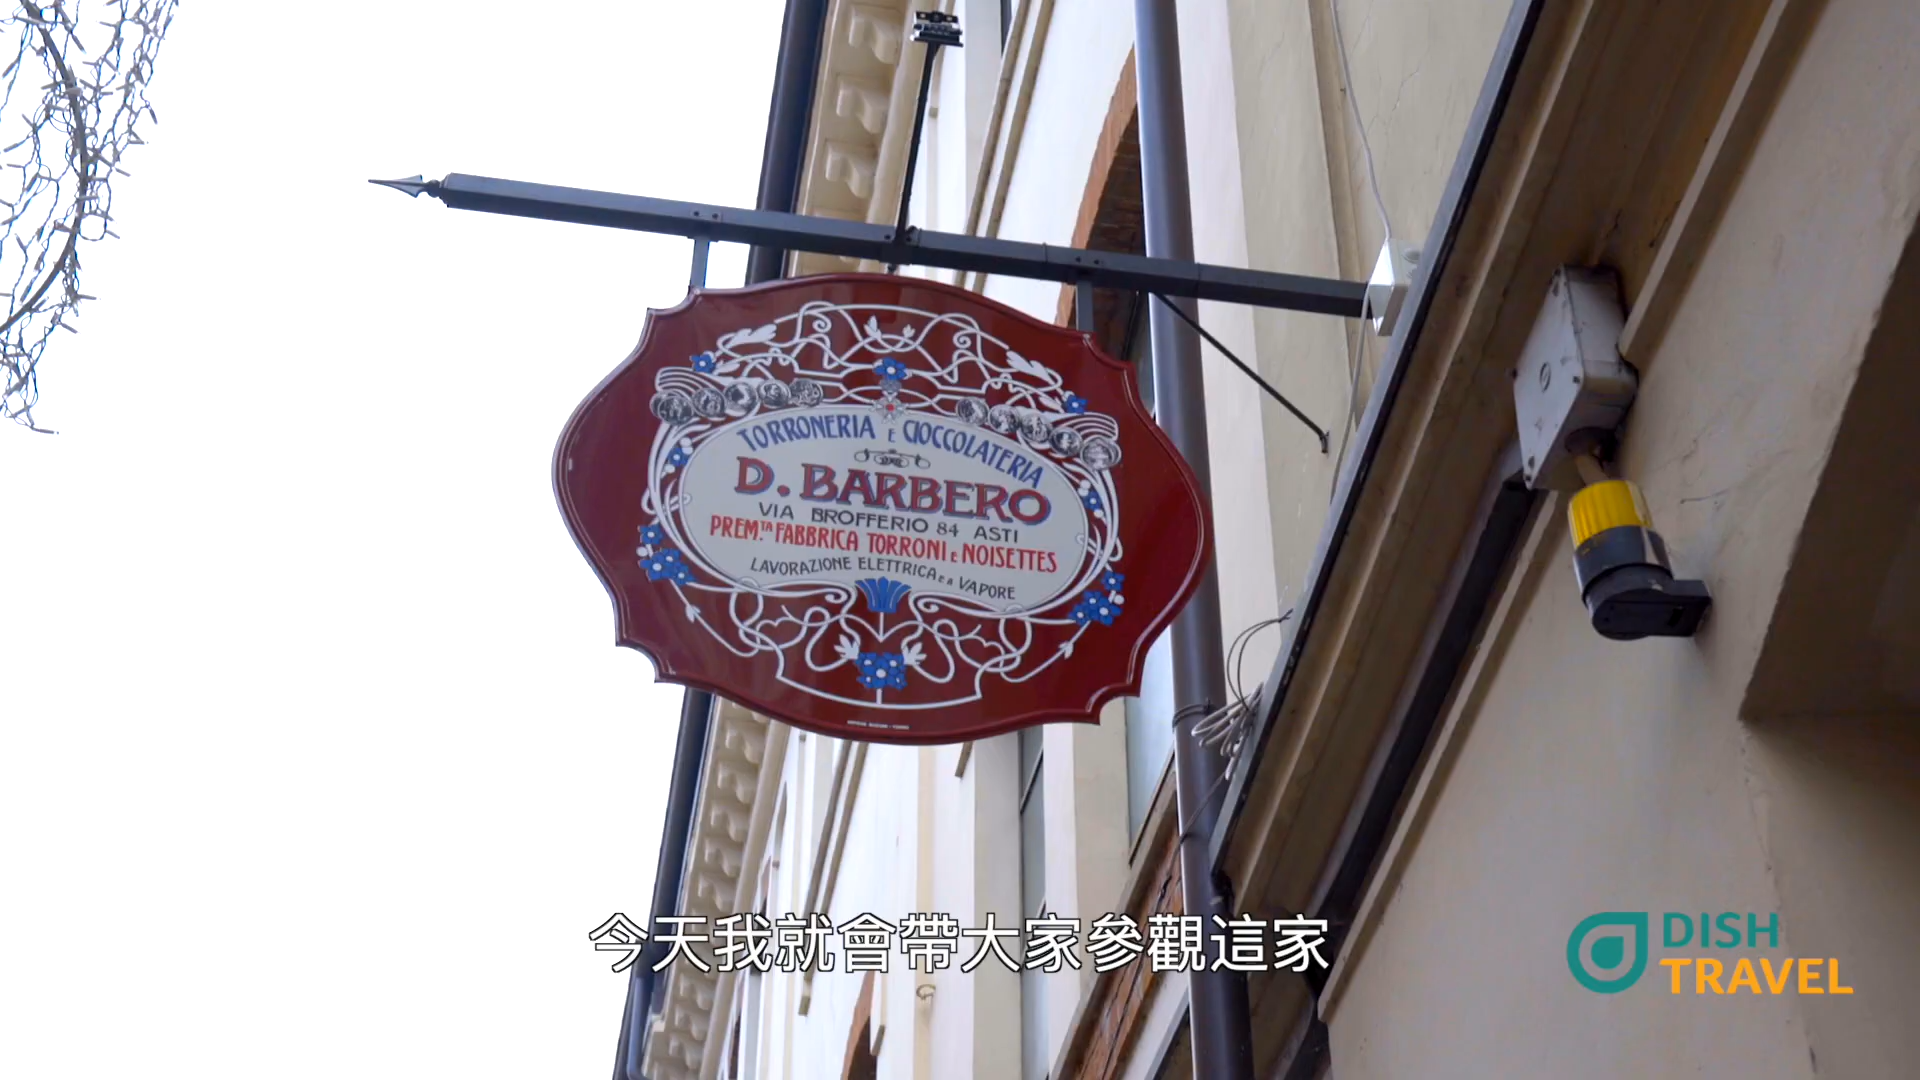 TORRONERIA E CIOCCOLATERIA
D. BARBERO
VIA BROFFERIO 84 ASTI
PREM.TA FABBRICA TORRONI E NOISETTES
LAVORAZIONE ELETTRICA E A VAPORE
今天我就會帶大家參觀這家
DISH
TRAVEL